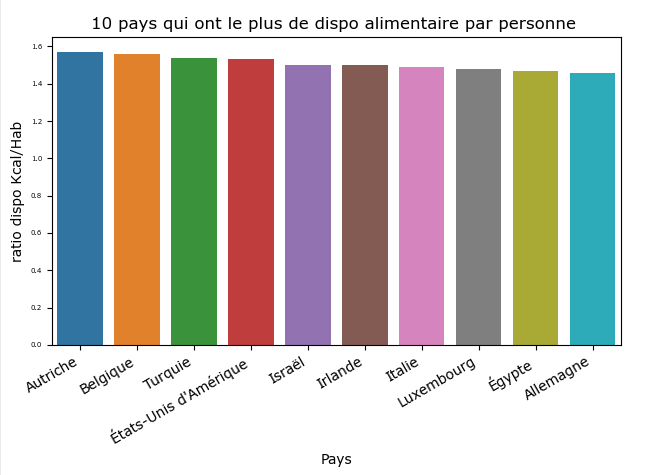 10 pays qui ont le plus de dispo alimentaire par personne
ratio dispo Kcal/Hab
1.6
1.4
1.2
1.0
0.8
0.6
0.4
0.2
0.0
Autriche
Belgique
Turquie
États-Unis d'Amérique
Israël
Irlande
Italie
Luxembourg
Égypte
Allemagne
Pays